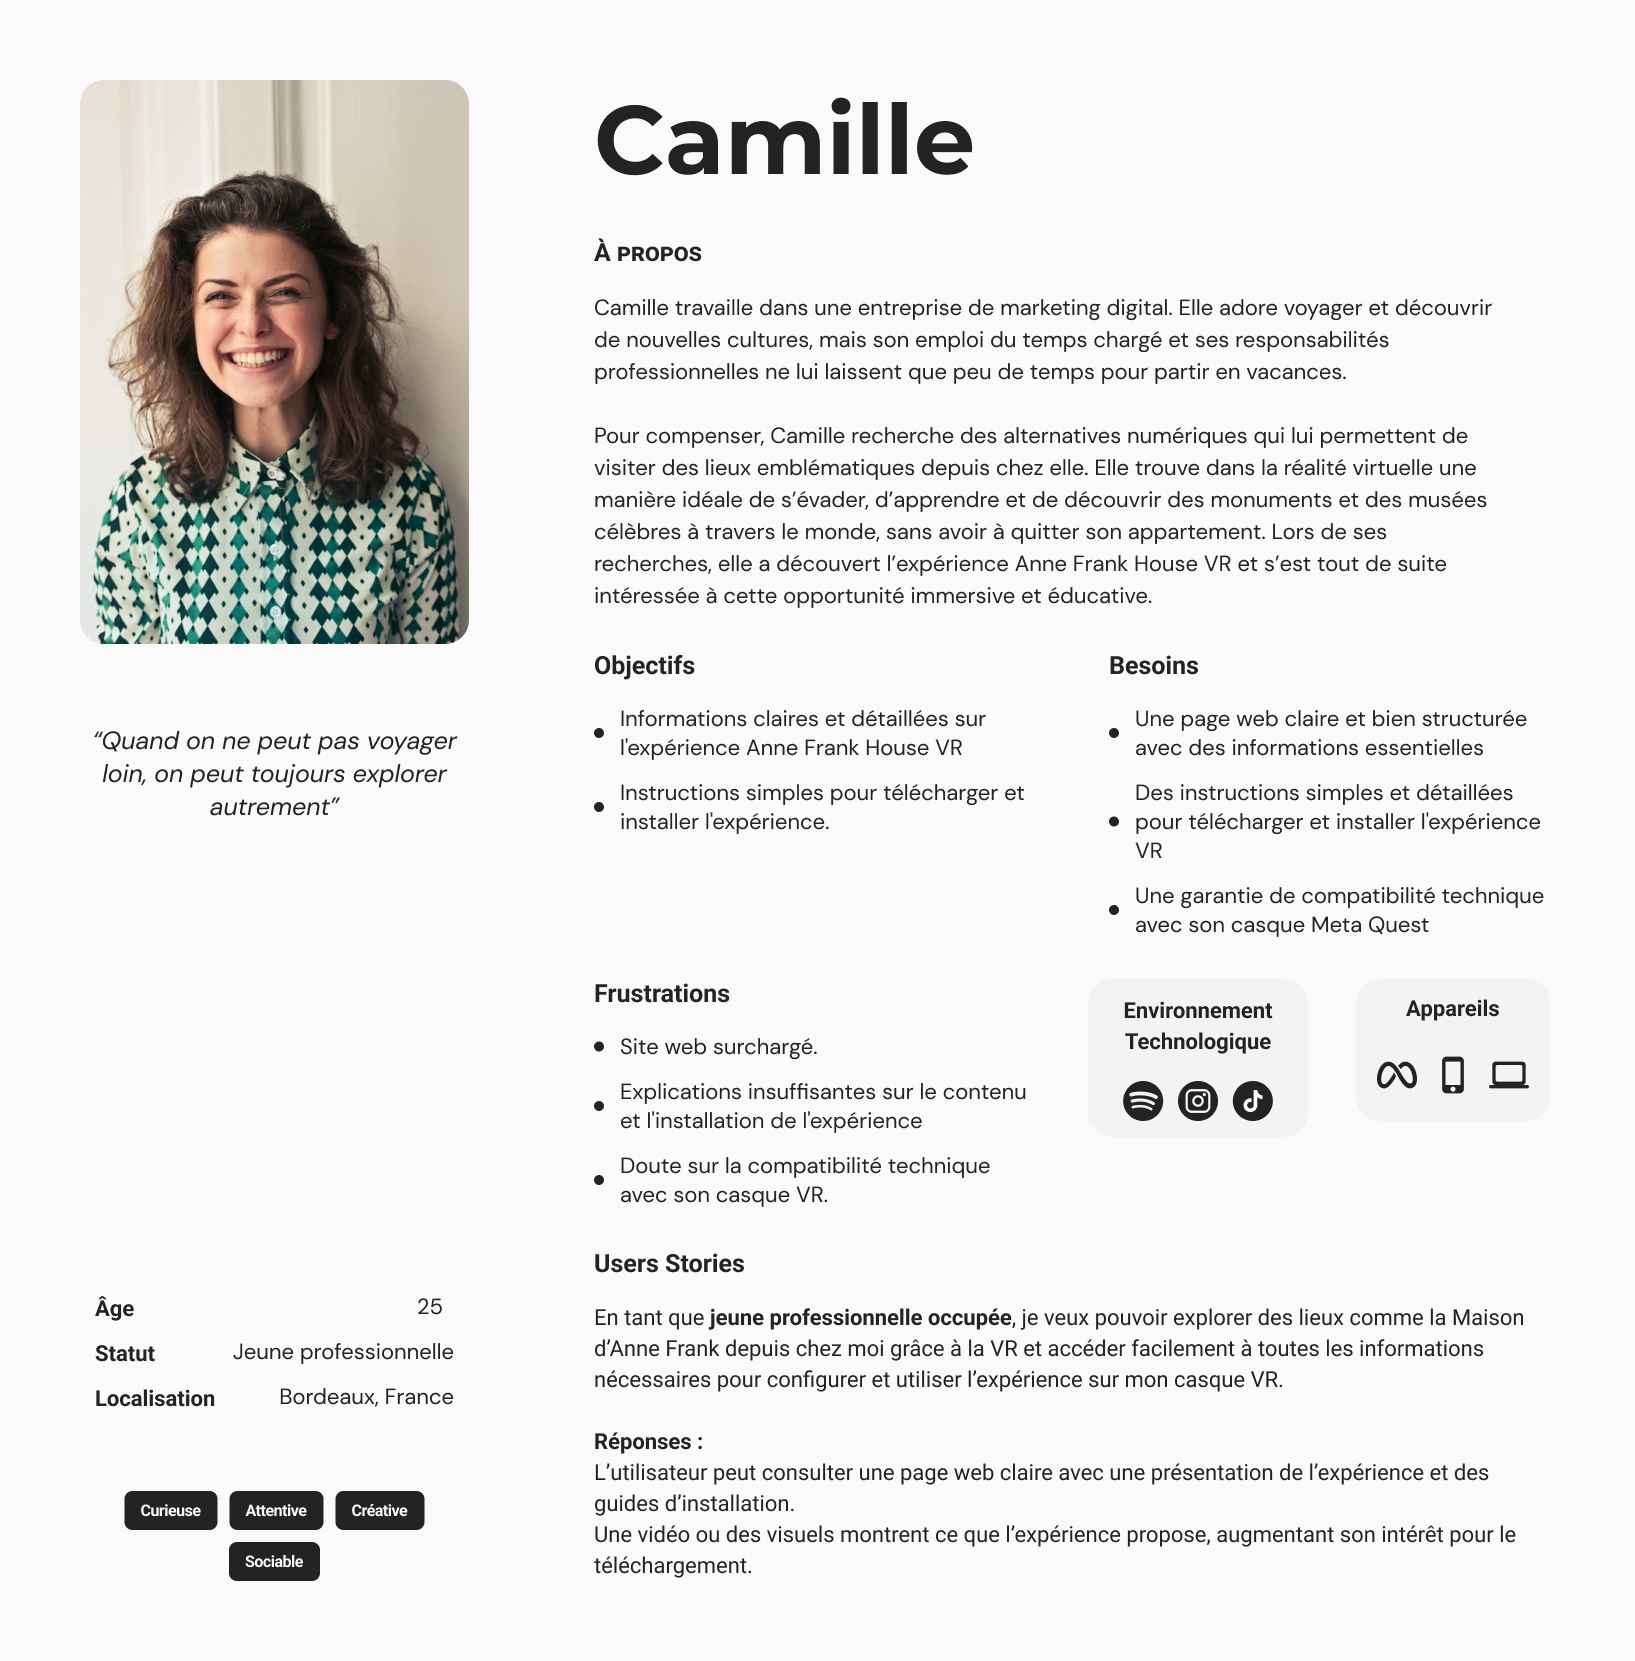 Camille
À PROPOS
Camille travaille dans une entreprise de marketing digital. Elle adore voyager et découvrir
de nouvelles cultures, mais son emploi du temps chargé et ses responsabilités
professionnelles ne lui laissent que peu de temps pour partir en vacances.
Pour compenser, Camille recherche des alternatives numériques qui lui permettent de
visiter des lieux emblématiques depuis chez elle. Elle trouve dans la réalité virtuelle une
manière idéale de s’évader, d’apprendre et de découvrir des monuments et des musées
célèbres à travers le monde, sans avoir à quitter son appartement. Lors de ses
recherches, elle a découvert l’expérience Anne Frank House VR et s’est tout de suite
intéressée à cette opportunité immersive et éducative.
“Quand on ne peut pas voyager
loin, on peut toujours explorer
autrement”
Objectifs
Informations claires et détaillées sur
l'expérience Anne Frank House VR
Instructions simples pour télécharger et
installer l'expérience.
Besoins
Une page web claire et bien structurée
avec des informations essentielles
Des instructions simples et détaillées
pour télécharger et installer l'expérience
VR
Une garantie de compatibilité technique
avec son casque Meta Quest
Frustrations
Site web surchargé.
Explications insuffisantes sur le contenu
et l'installation de l'expérience
Doute sur la compatibilité technique
avec son casque VR.
Environnement
Technologique
Appareils
Âge 25
Statut Jeune professionnelle
Localisation Bordeaux, France
Curieuse Attentive Créative
Sociable
Users Stories
En tant que jeune professionnelle occupée, je veux pouvoir explorer des lieux comme la Maison
d’Anne Frank depuis chez moi grâce à la VR et accéder facilement à toutes les informations
nécessaires pour configurer et utiliser l’expérience sur mon casque VR.
Réponses :
L’utilisateur peut consulter une page web claire avec une présentation de l’expérience et des
guides d’installation.
Une vidéo ou des visuels montrent ce que l’expérience propose, augmentant son intérêt pour le
téléchargement.